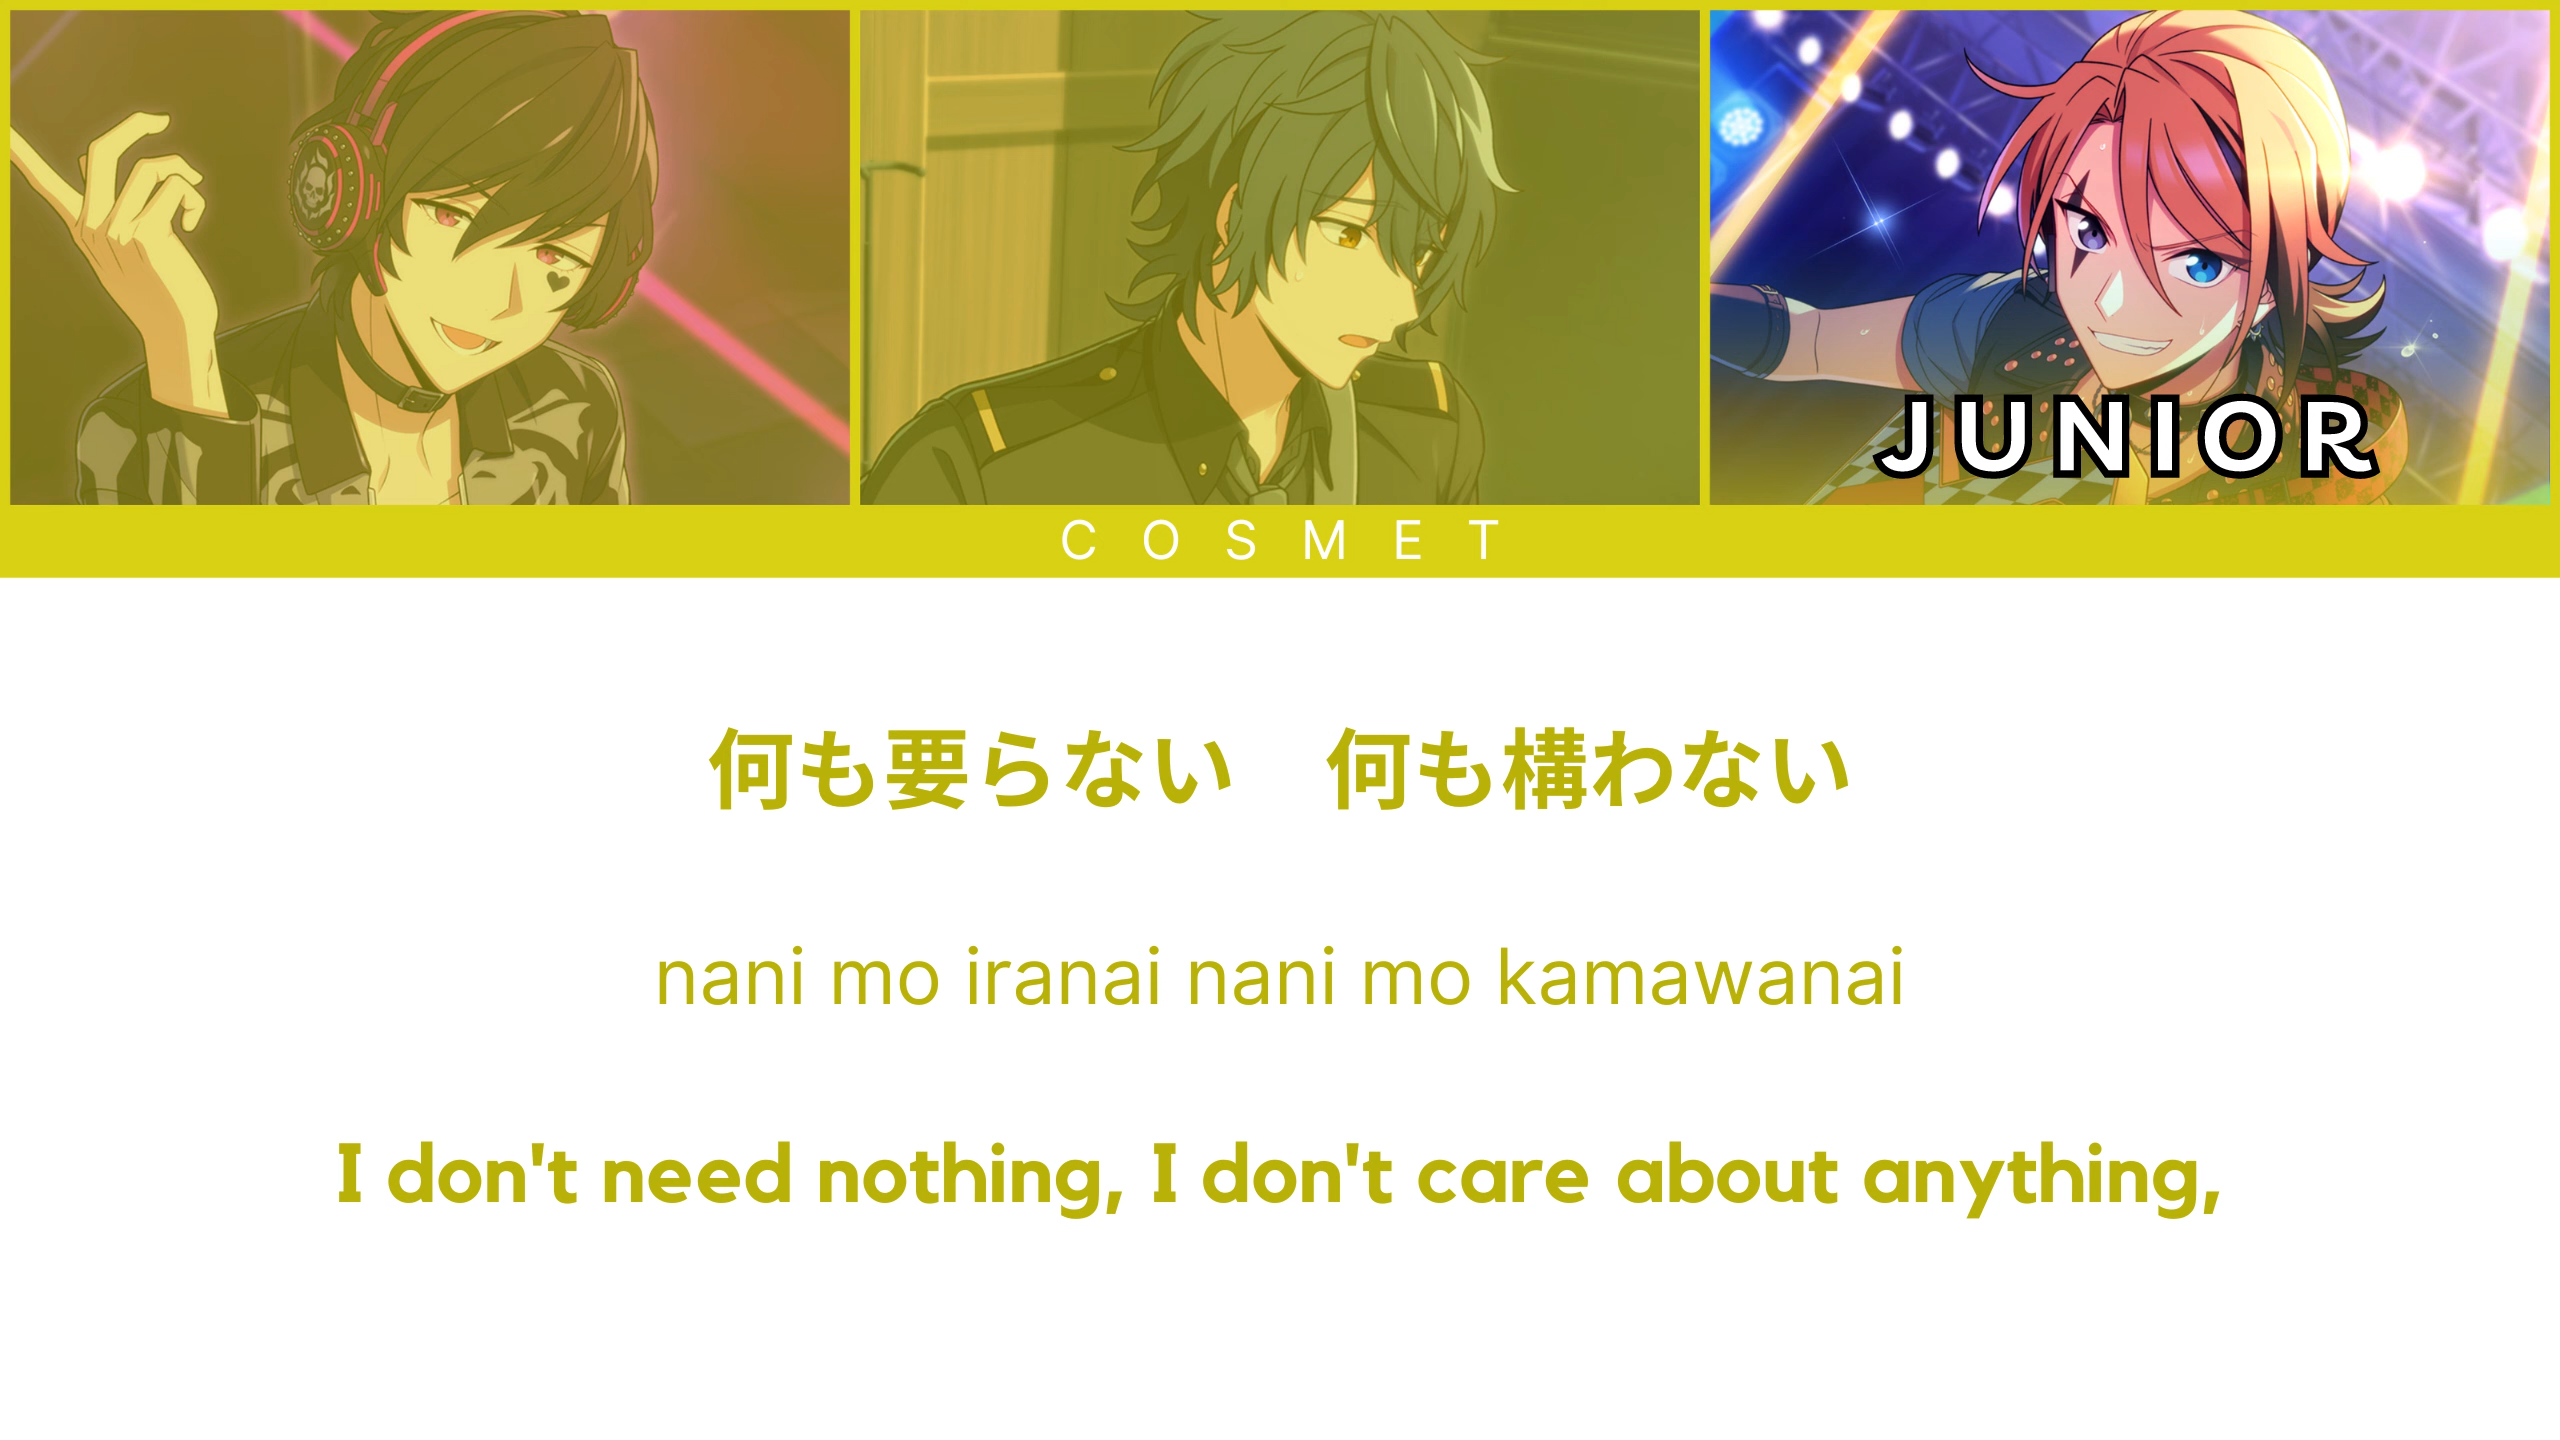 JUNIOR
COSMET
何も要らない　何も構わない
nani mo iranai nani mo kamawanai
I don't need nothing, I don't care about anything,